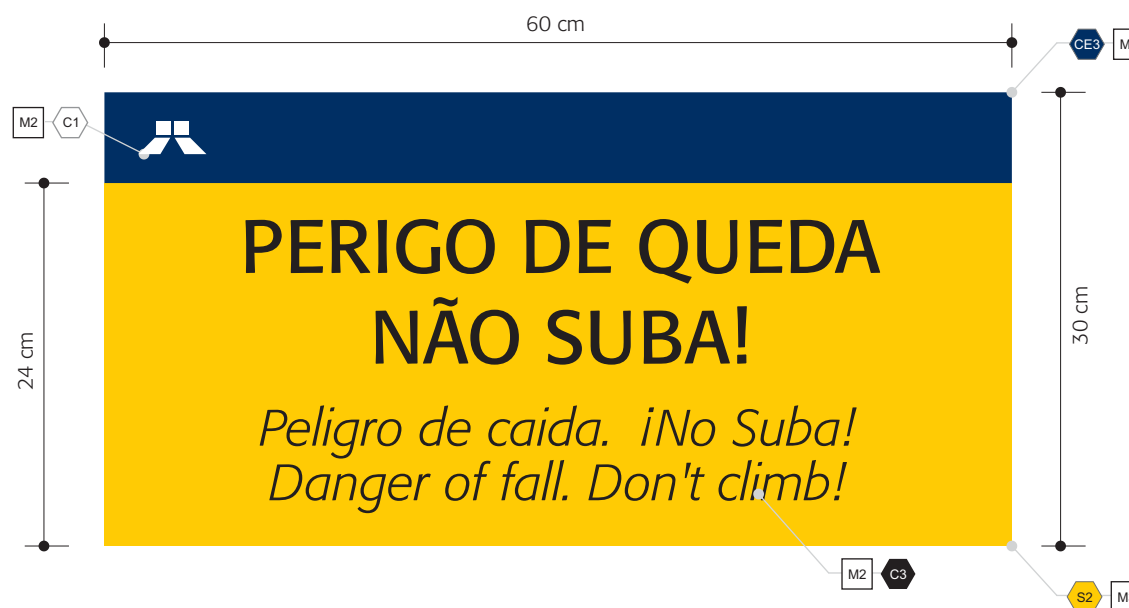 60 cm
CE3 M
M2 C1
PERIGO DE QUEDA
NÃO SUBA!
24 cm
30 cm
Peligro de caida. ¡No Suba!
Danger of fall. Don't climb!
M2 C3
S2 M